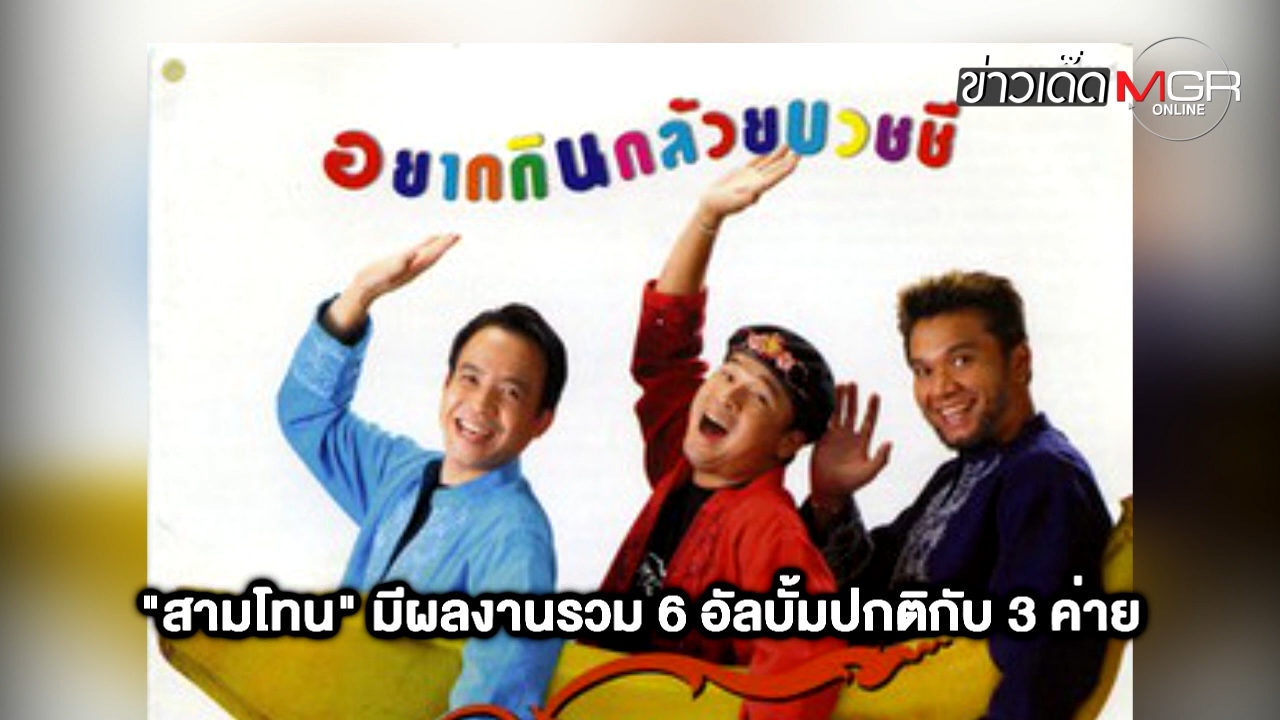 ข่าวเด็ด MGR
ONLINE
อยากกินกล้วยบวชชี
"สามโทน" มีผลงานรวม 6 อัลบั้มปกติกับ 3 ค่าย